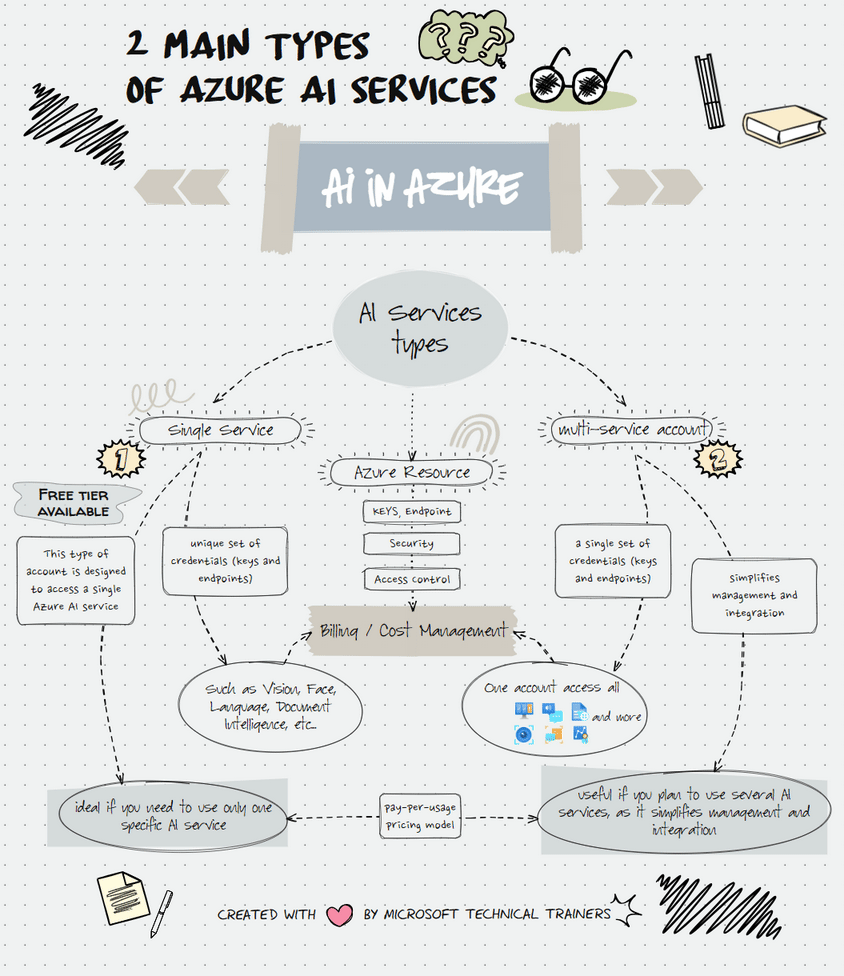 2 MAIN TYPES
OF AZURE AI SERVICES
? ? ?
Ai iN AZURE
AI Services
types
Single Service
multi-service account
1
2
Azure Resource
FREE TIER
AVAILABLE
KEYS, Endpoint
Security
Access control
This type of
account is designed
to access a single
Azure AI service
unique set of
credentials (keys and
endpoints)
a single set of
credentials (keys
and endpoints)
simplifies
management and
integration
Billing / Cost Management
Such as Vision, Face,
Language, Document
Intelligence, etc...
One account access all
and more
ideal if you need to use only one
specific AI service
pay-per-usage
pricing model
useful if you plan to use several AI
services, as it simplifies management and
integration
CREATED WITH BY MICROSOFT TECHNICAL TRAINERS